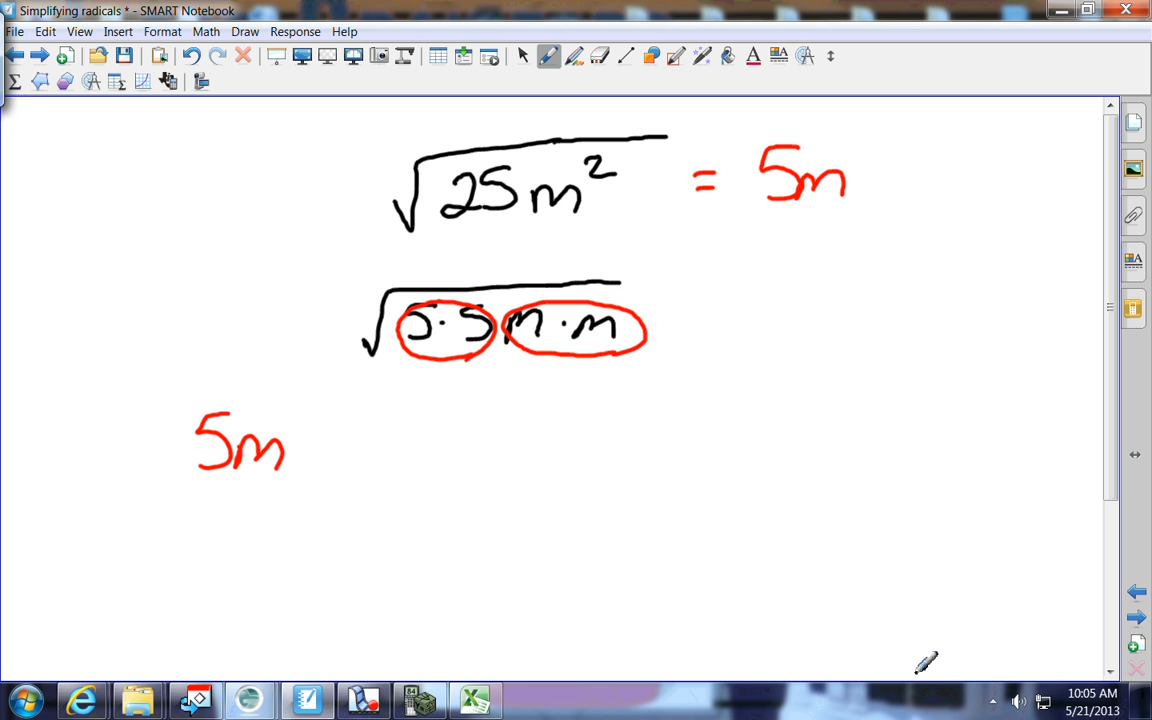 Simplifying radicals * - SMART Notebook
File Edit View Insert Format Math Draw Response Help
√25m² = 5m
√5·5 m·m
5m
10:05 AM
5/21/2013